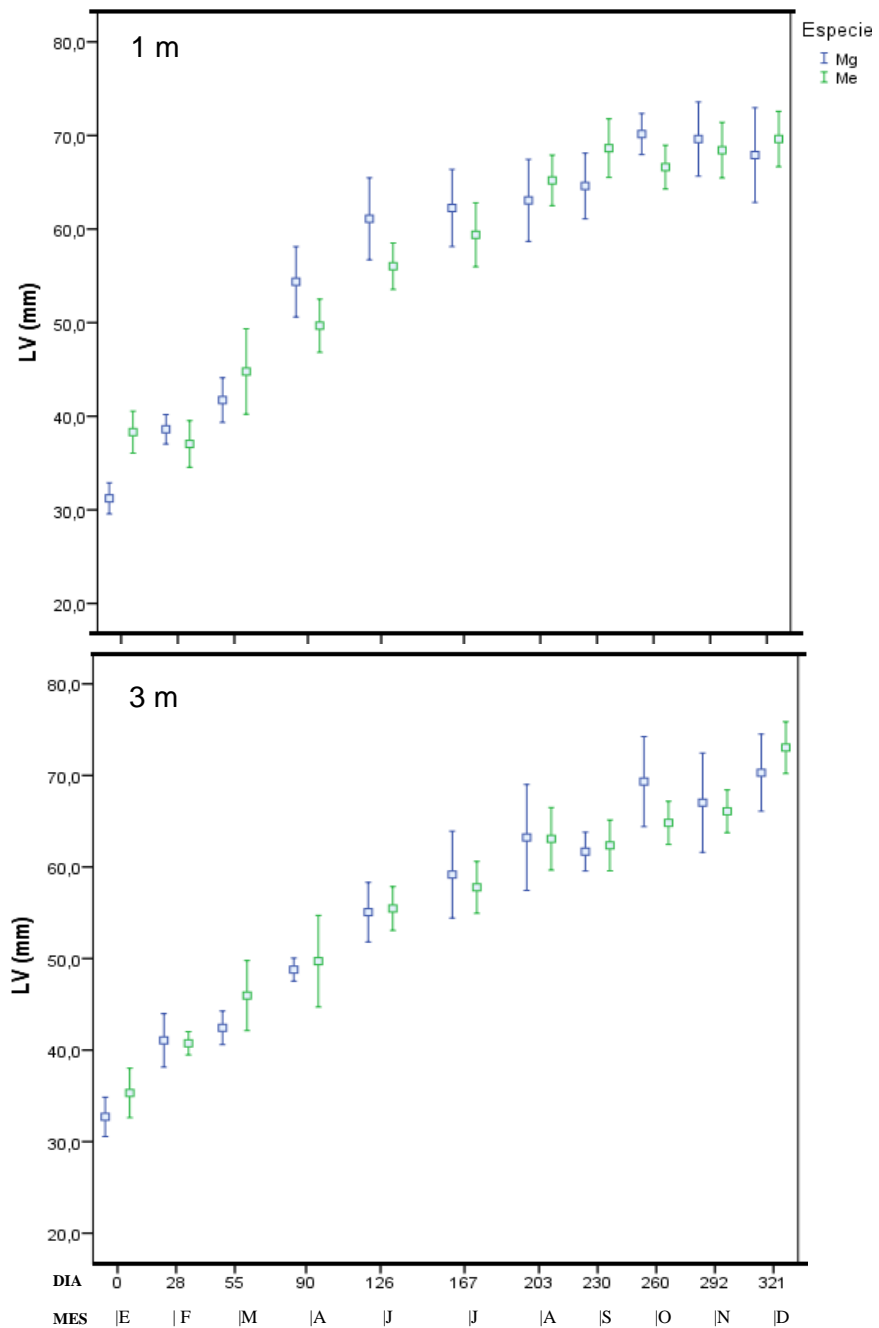 1 m
Especie
Mg
Me
80,0
70,0
60,0
50,0
40,0
30,0
20,0
LV (mm)
3 m
80,0
70,0
60,0
50,0
40,0
30,0
20,0
LV (mm)
DIA 0 28 55 90 126 167 203 230 260 292 321
MES |E | F |M |A |J |J |A |S |O |N |D